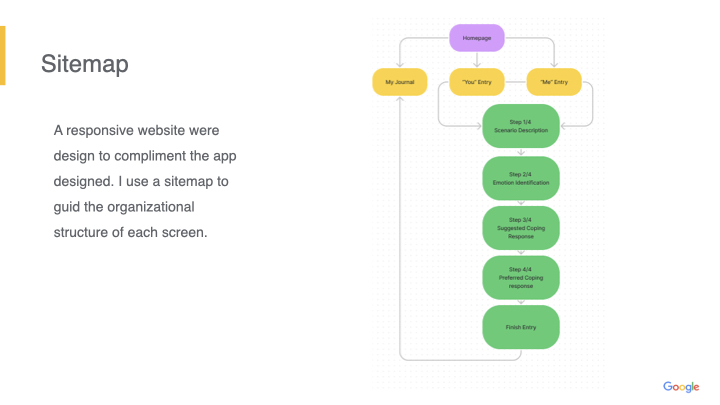 Sitemap
A responsive website were
design to compliment the app
designed. I use a sitemap to
guid the organizational
structure of each screen.
Homepage
My Journal
"You" Entry
"Me" Entry
Step 1/4
Scenario Description
Step 2/4
Emotion Identification
Step 3/4
Suggested Coping
Response
Step 4/4
Preferred Coping
response
Finish Entry
Google